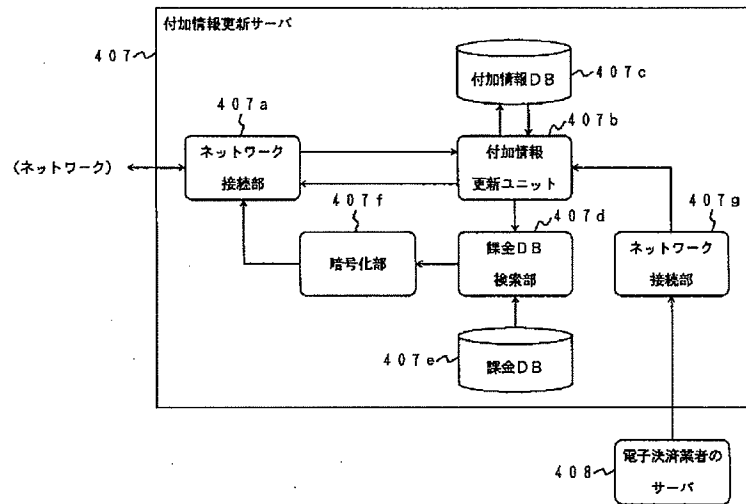 付加情報更新サーバ
407
付加情報DB
407c
407a
407b
(ネットワーク)
ネットワーク
接続部
付加情報
更新ユニット
407f
407d
407g
暗号化部
課金DB
検索部
ネットワーク
接続部
407e
課金DB
電子決済業者の
サーバ
408